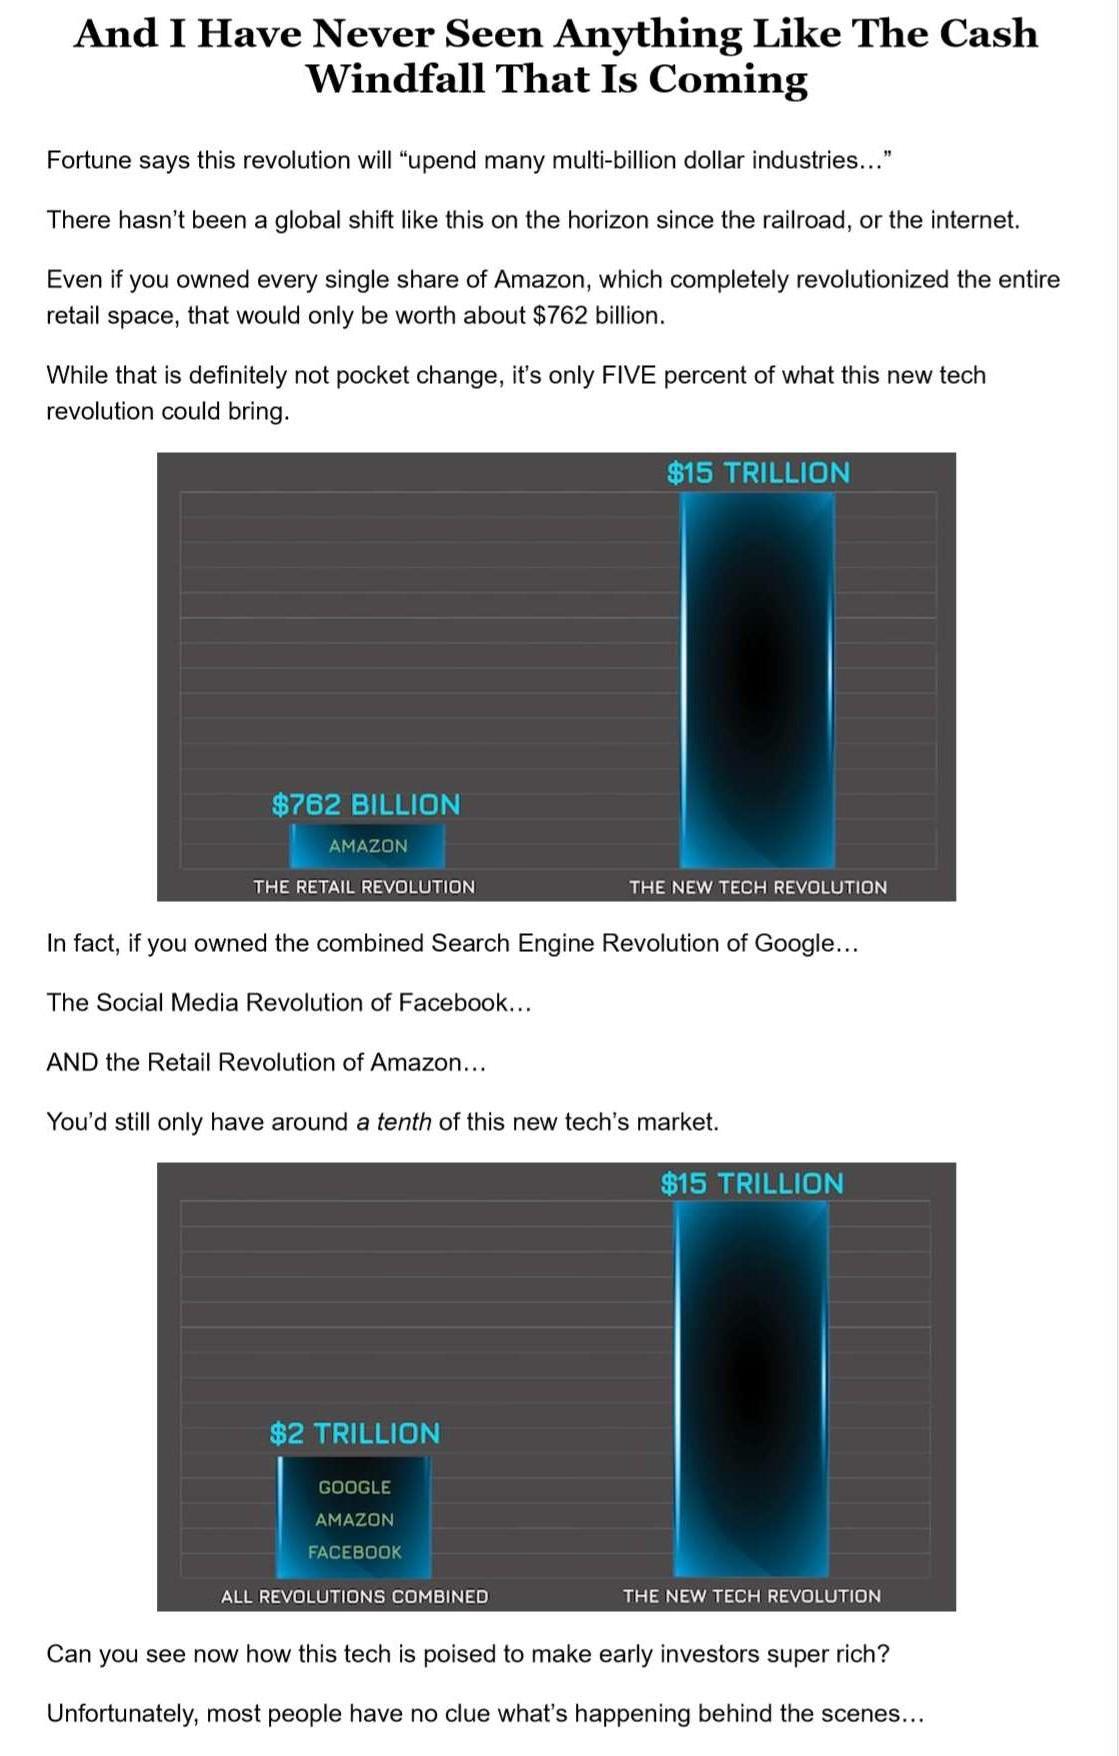 And I Have Never Seen Anything Like The Cash
Windfall That Is Coming
Fortune says this revolution will “upend many multi-billion dollar industries…”
There hasn’t been a global shift like this on the horizon since the railroad, or the internet.
Even if you owned every single share of Amazon, which completely revolutionized the entire
retail space, that would only be worth about $762 billion.
While that is definitely not pocket change, it’s only FIVE percent of what this new tech
revolution could bring.
$15 TRILLION
$762 BILLION
AMAZON
THE RETAIL REVOLUTION
THE NEW TECH REVOLUTION
In fact, if you owned the combined Search Engine Revolution of Google…
The Social Media Revolution of Facebook…
AND the Retail Revolution of Amazon…
You’d still only have around a tenth of this new tech’s market.
$15 TRILLION
$2 TRILLION
GOOGLE
AMAZON
FACEBOOK
ALL REVOLUTIONS COMBINED
THE NEW TECH REVOLUTION
Can you see now how this tech is poised to make early investors super rich?
Unfortunately, most people have no clue what’s happening behind the scenes…